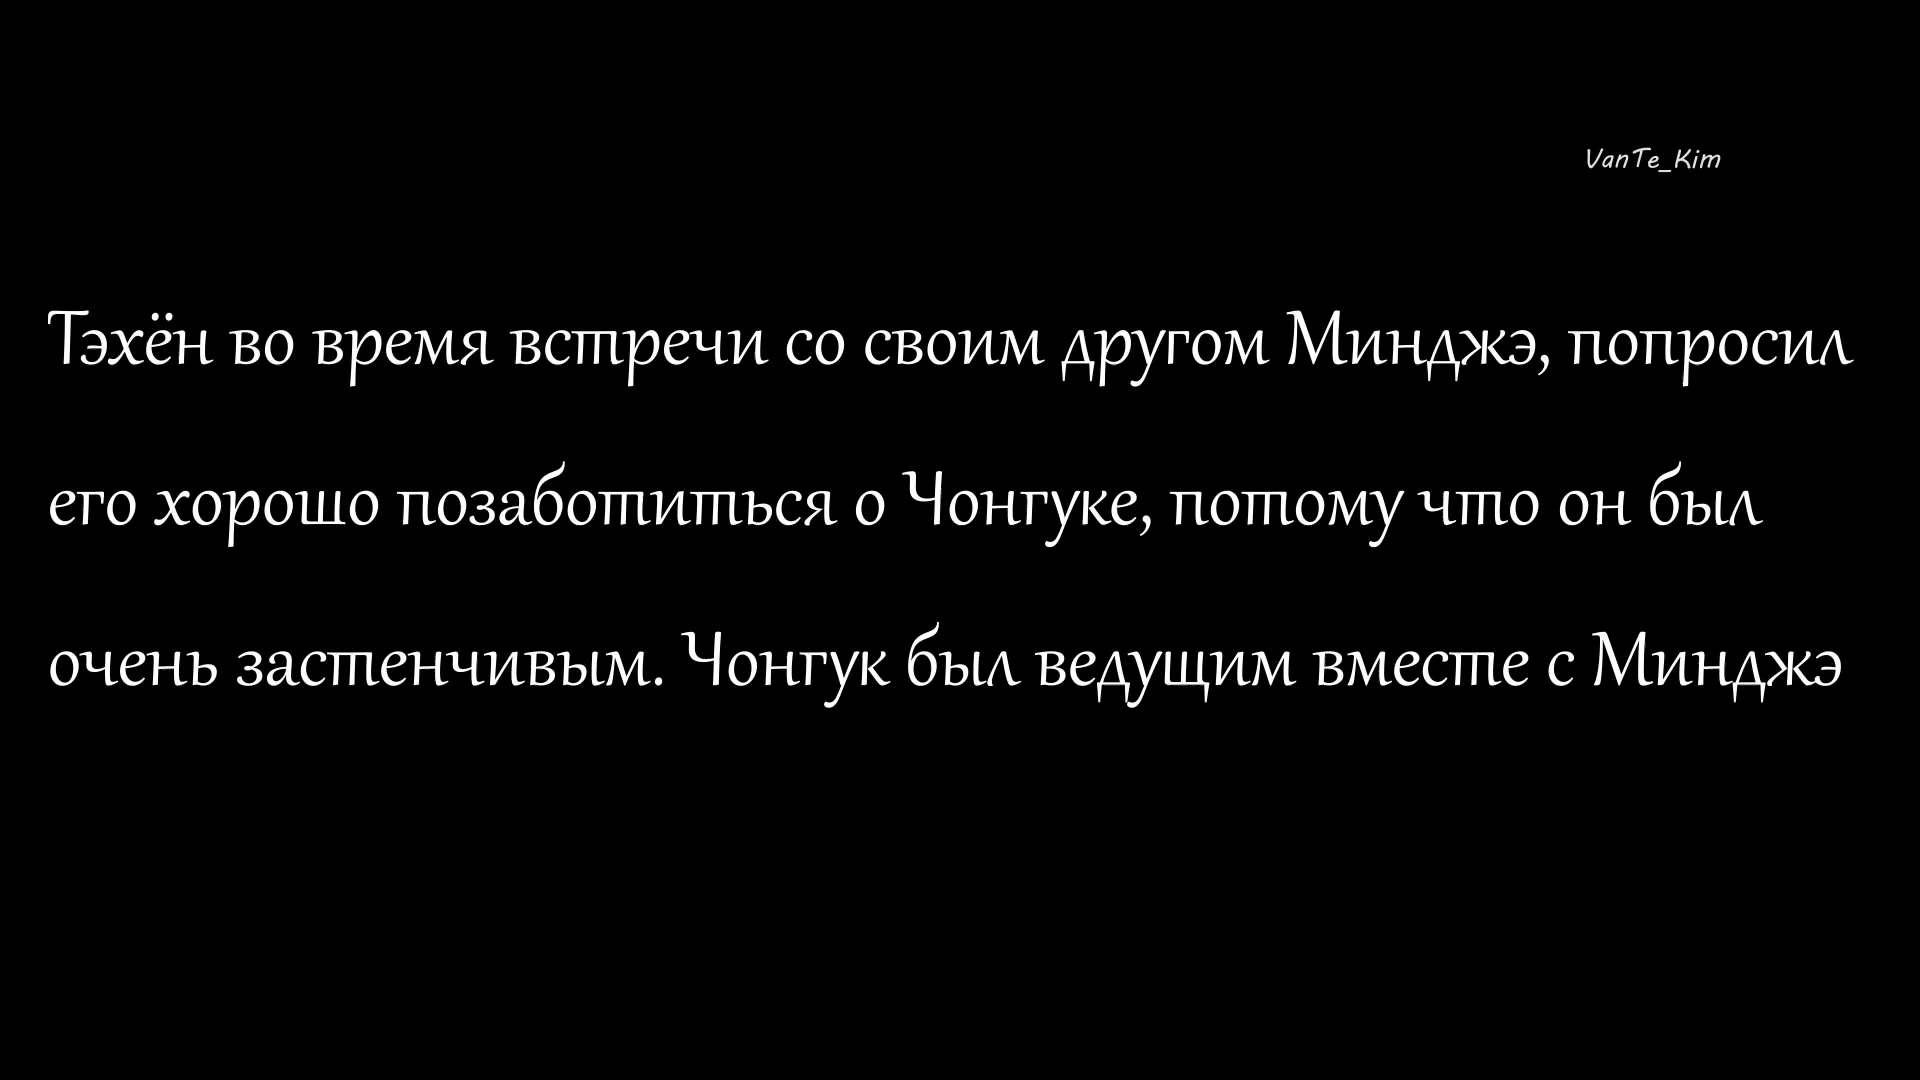 VanTe_Kim
Тэхён во время встречи со своим другом Минджэ, попросил
его хорошо позаботиться о Чонгуке, потому что он был
очень застенчивым. Чонгук был ведущим вместе с Минджэ